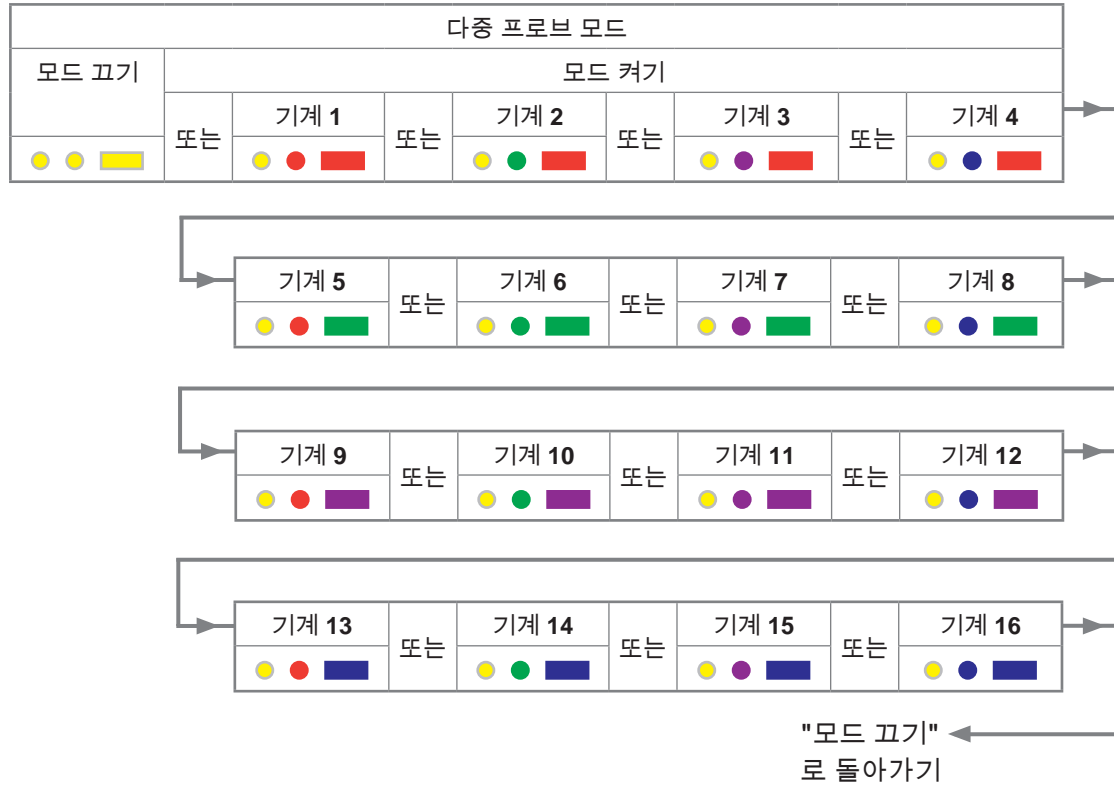 다중 프로브 모드
모드 끄기
모드 켜기
또는
기계 1
또는
기계 2
또는
기계 3
또는
기계 4
기계 5
또는
기계 6
또는
기계 7
또는
기계 8
기계 9
또는
기계 10
또는
기계 11
또는
기계 12
기계 13
또는
기계 14
또는
기계 15
또는
기계 16
"모드 끄기"
로 돌아가기